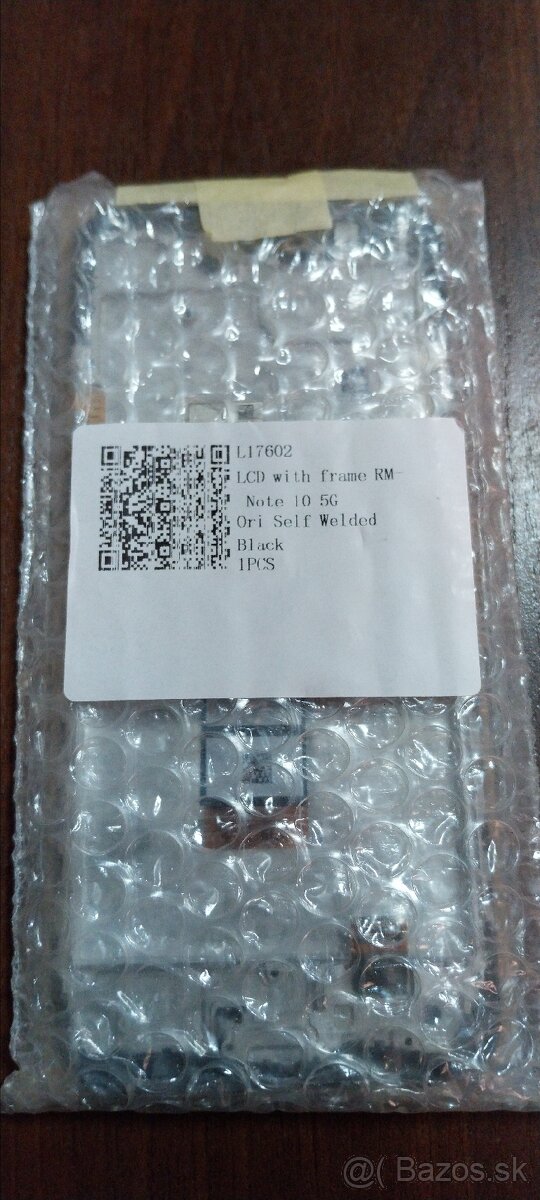 L17602
LCD with frame RM-
Note 10 5G
Ori Self Welded
Black
1PCS
@( Bazos.sk